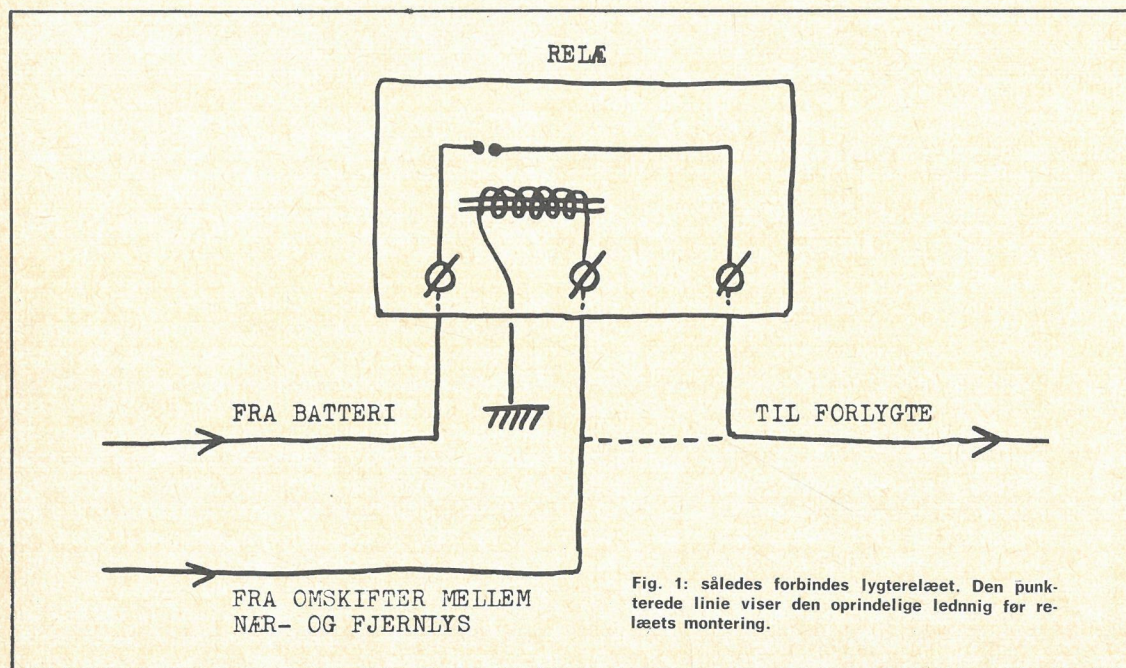 RELÆ
FRA BATTERI
TIL FORLYGTE
FRA OMSKIFTER MELLEM
NÆR- OG FJERNLYS
Fig. 1: således forbindes lygterelæet. Den punk-
terede linie viser den oprindelige lednnig før re-
læets montering.